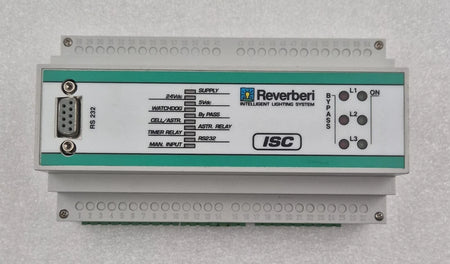 RS 232
SUPPLY
24Vac
5Vdc
WATCHDOG
By PASS
CELL/ASTR.
ASTR. RELAY
TIMER RELAY
RS232
MAN. INPUT
Reverberi
INTELLIGENT LIGHTING SYSTEM
ISC
BYPASS
L1
ON
L2
L3